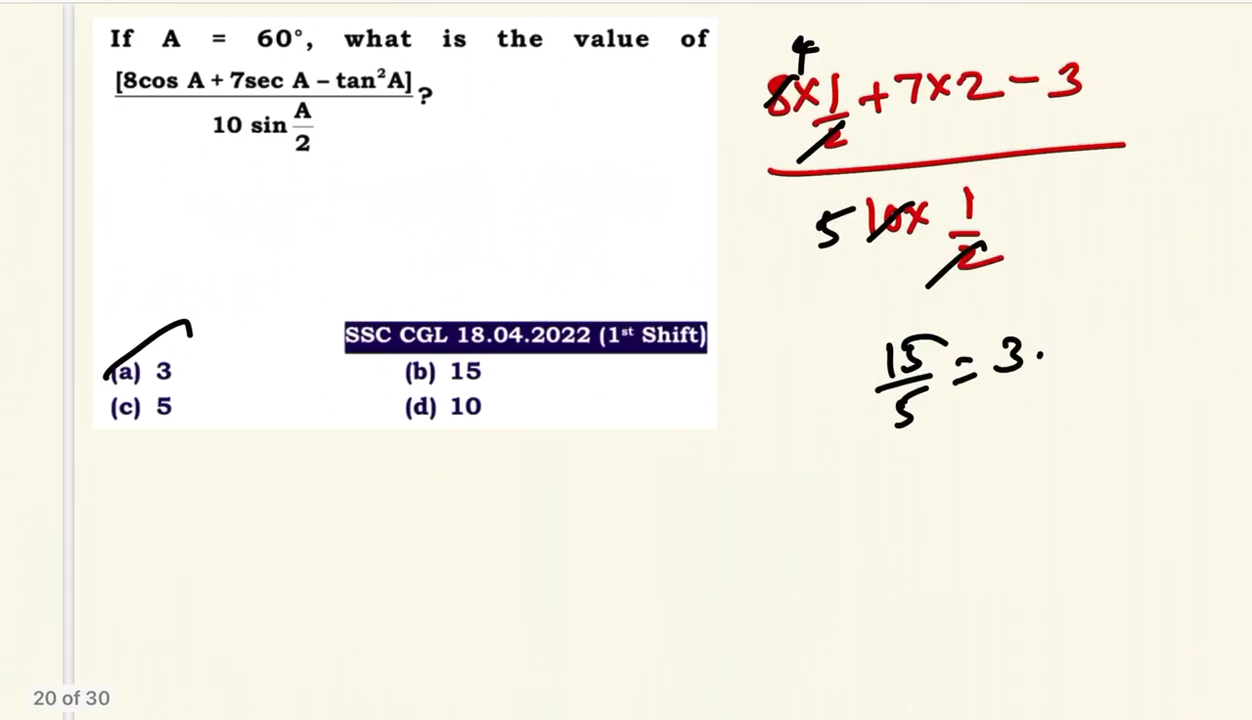 If A = 60°, what is the value of
[8cos A + 7sec A – tan²A]
10 sin A/2 ?
SSC CGL 18.04.2022 (1st Shift)
(a) 3 (b) 15
(c) 5 (d) 10
4
8×1/2 + 7×2 – 3
5 10× 1/2
15/5 = 3.
20 of 30